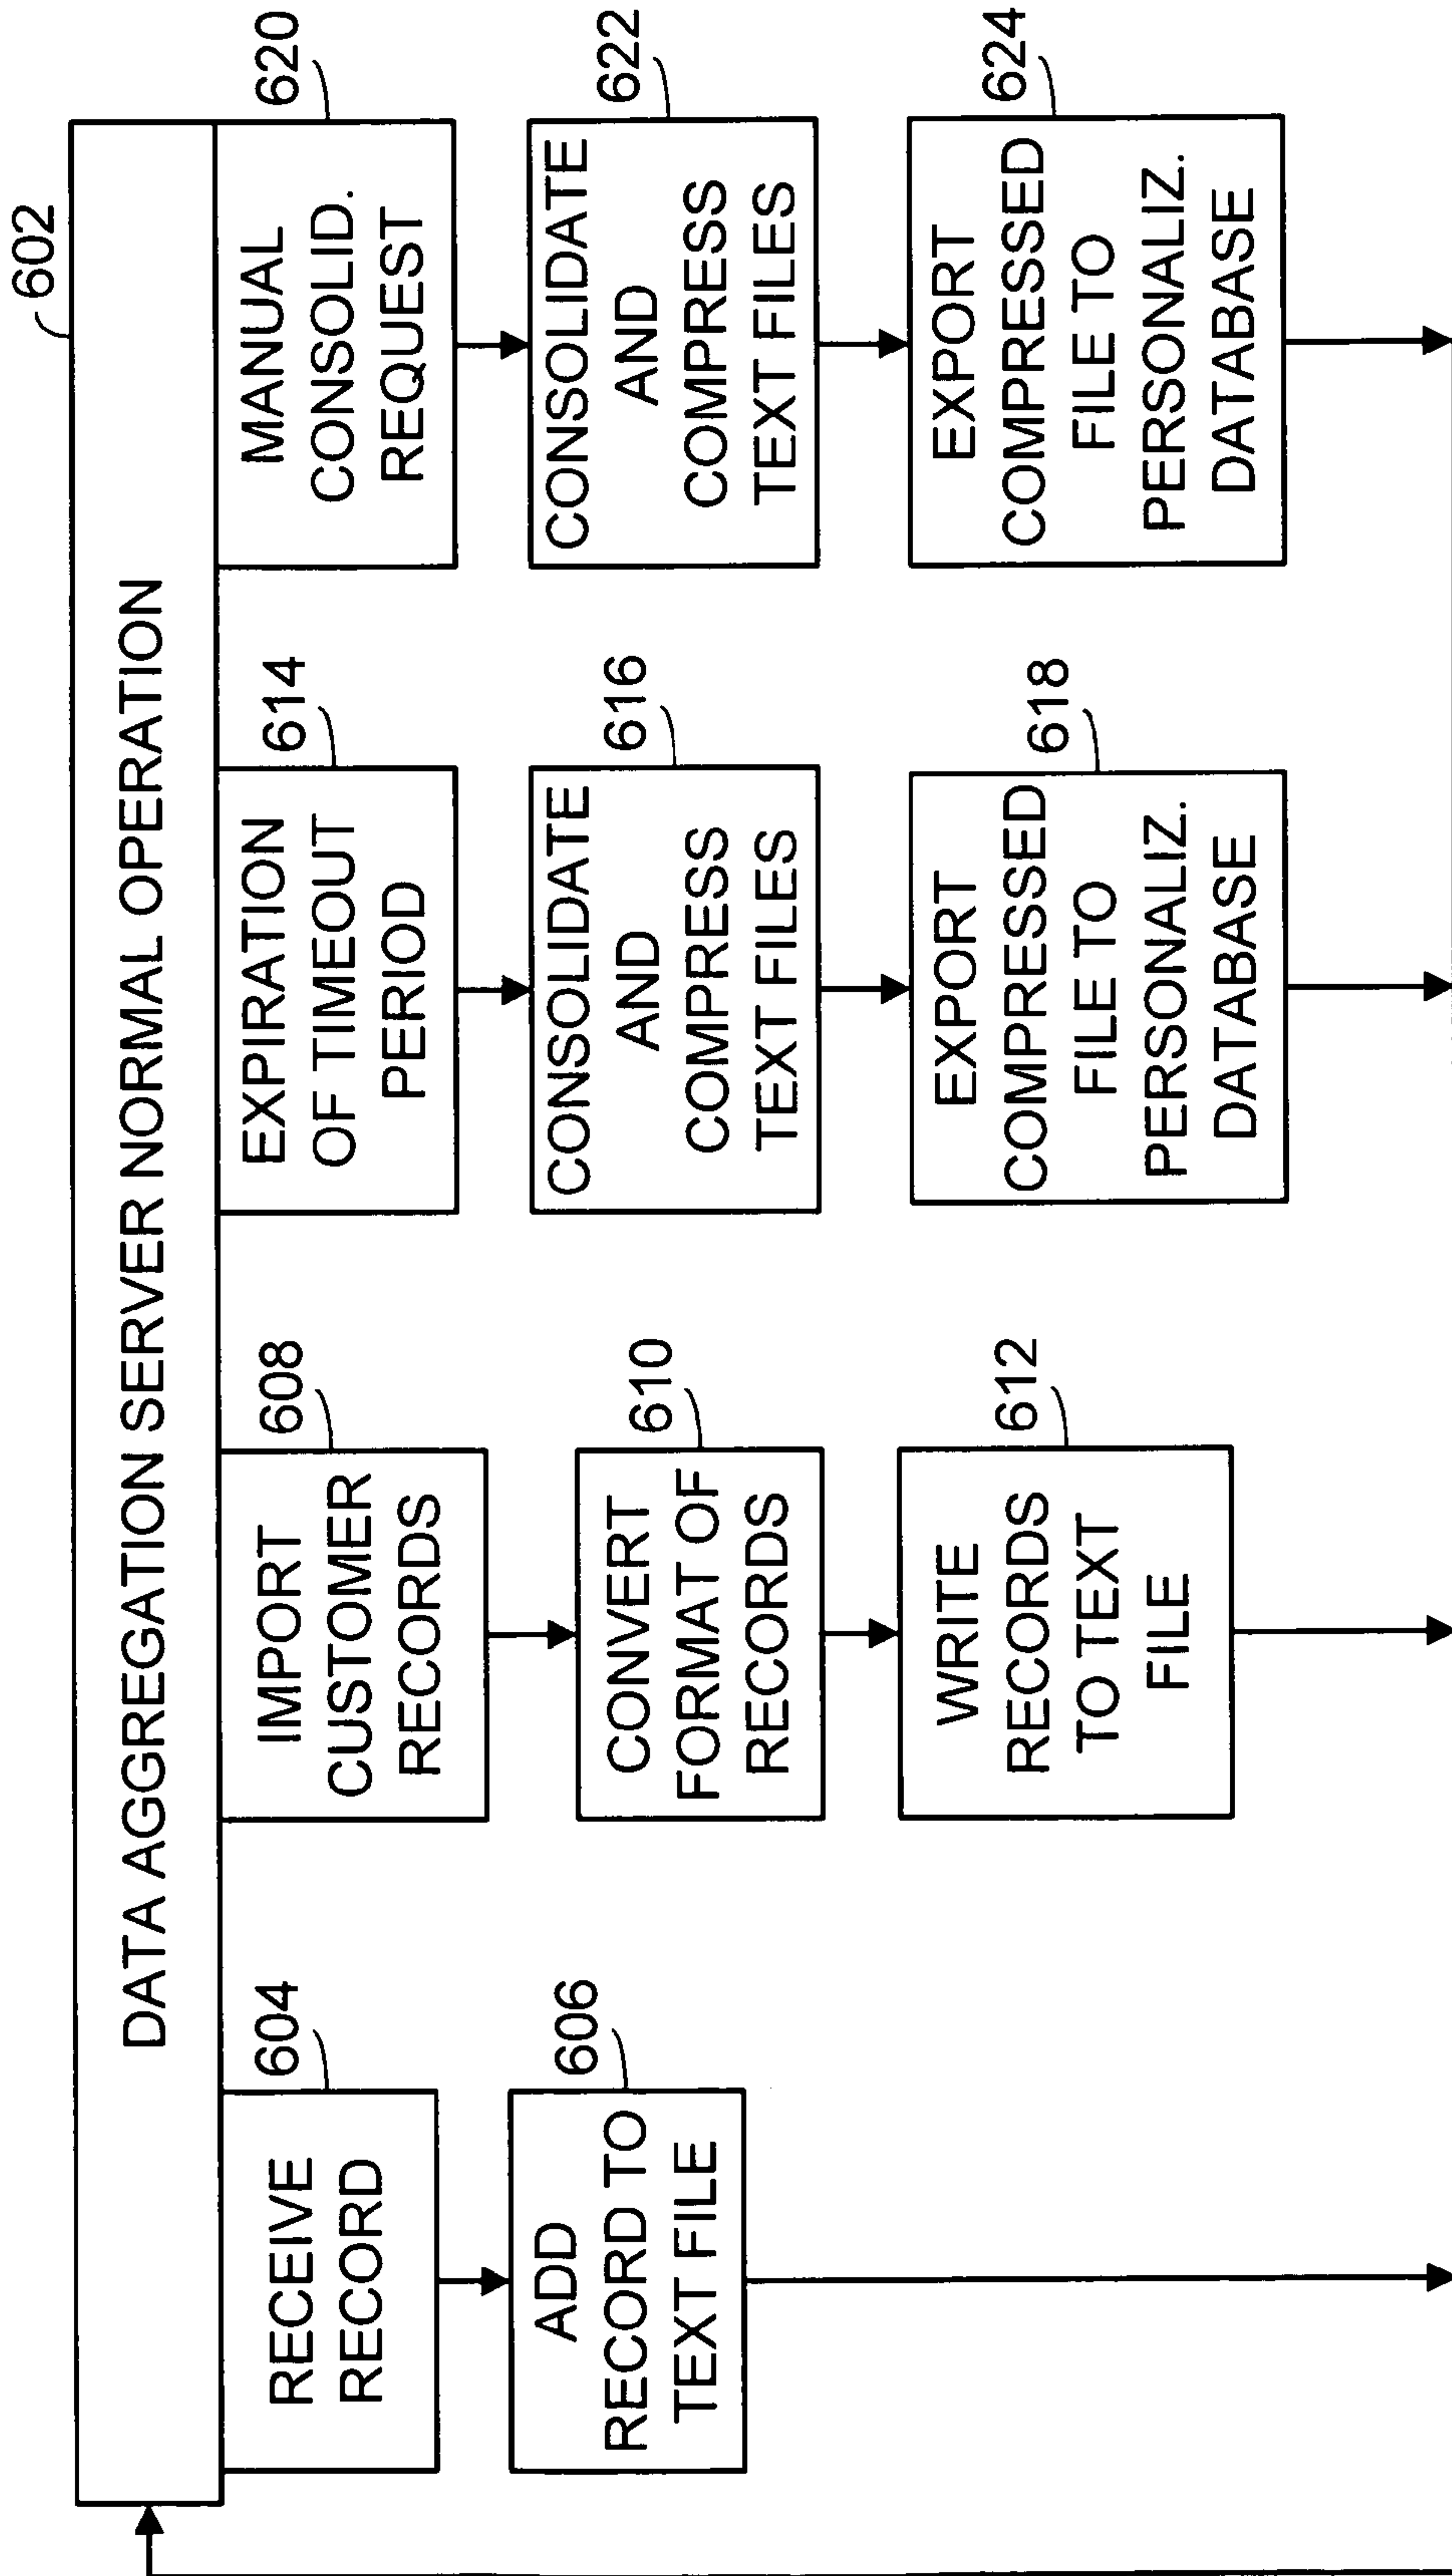 602
DATA AGGREGATION SERVER NORMAL OPERATION
604
RECEIVE
RECORD
606
ADD
RECORD TO
TEXT FILE
608
IMPORT
CUSTOMER
RECORDS
610
CONVERT
FORMAT OF
RECORDS
612
WRITE
RECORDS
TO TEXT
FILE
614
EXPIRATION
OF TIMEOUT
PERIOD
616
CONSOLIDATE
AND
COMPRESS
TEXT FILES
618
EXPORT
COMPRESSED
FILE TO
PERSONALIZ.
DATABASE
620
MANUAL
CONSOLID.
REQUEST
622
CONSOLIDATE
AND
COMPRESS
TEXT FILES
624
EXPORT
COMPRESSED
FILE TO
PERSONALIZ.
DATABASE